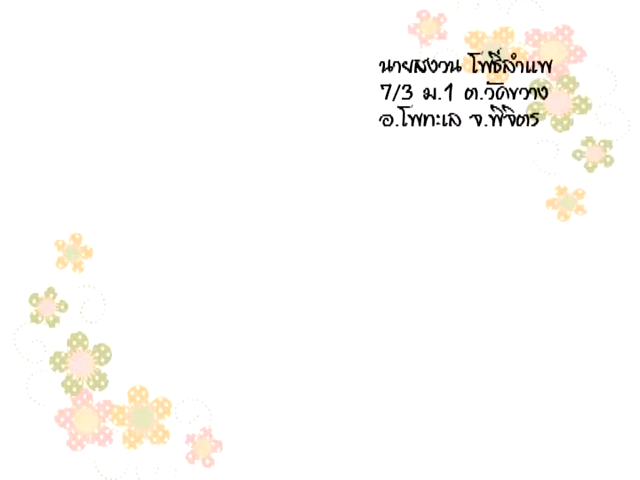 นายสงวน โพธิ์ลำแพ
7/3 ม.1 ต.วัดขวาง
อ.โพทะเล จ.พิจิตร